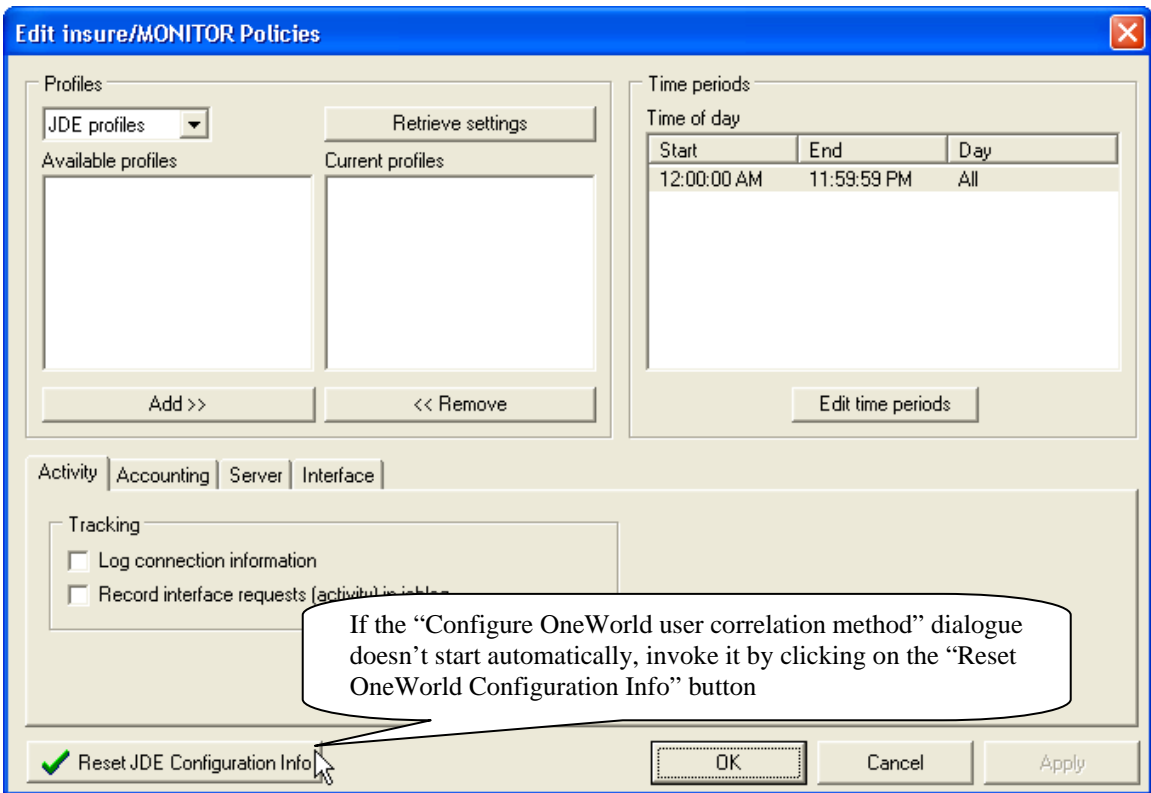 Edit insure/MONITOR Policies
Profiles
JDE profiles
Retrieve settings
Available profiles
Current profiles
Add >>
<< Remove
Time periods
Time of day
Start End Day
12:00:00 AM 11:59:59 PM All
Edit time periods
Activity Accounting Server Interface
Tracking
Log connection information
Record interface requests (activity) in joblog
If the “Configure OneWorld user correlation method” dialogue
doesn’t start automatically, invoke it by clicking on the “Reset
OneWorld Configuration Info” button
Reset JDE Configuration Info
OK
Cancel
Apply